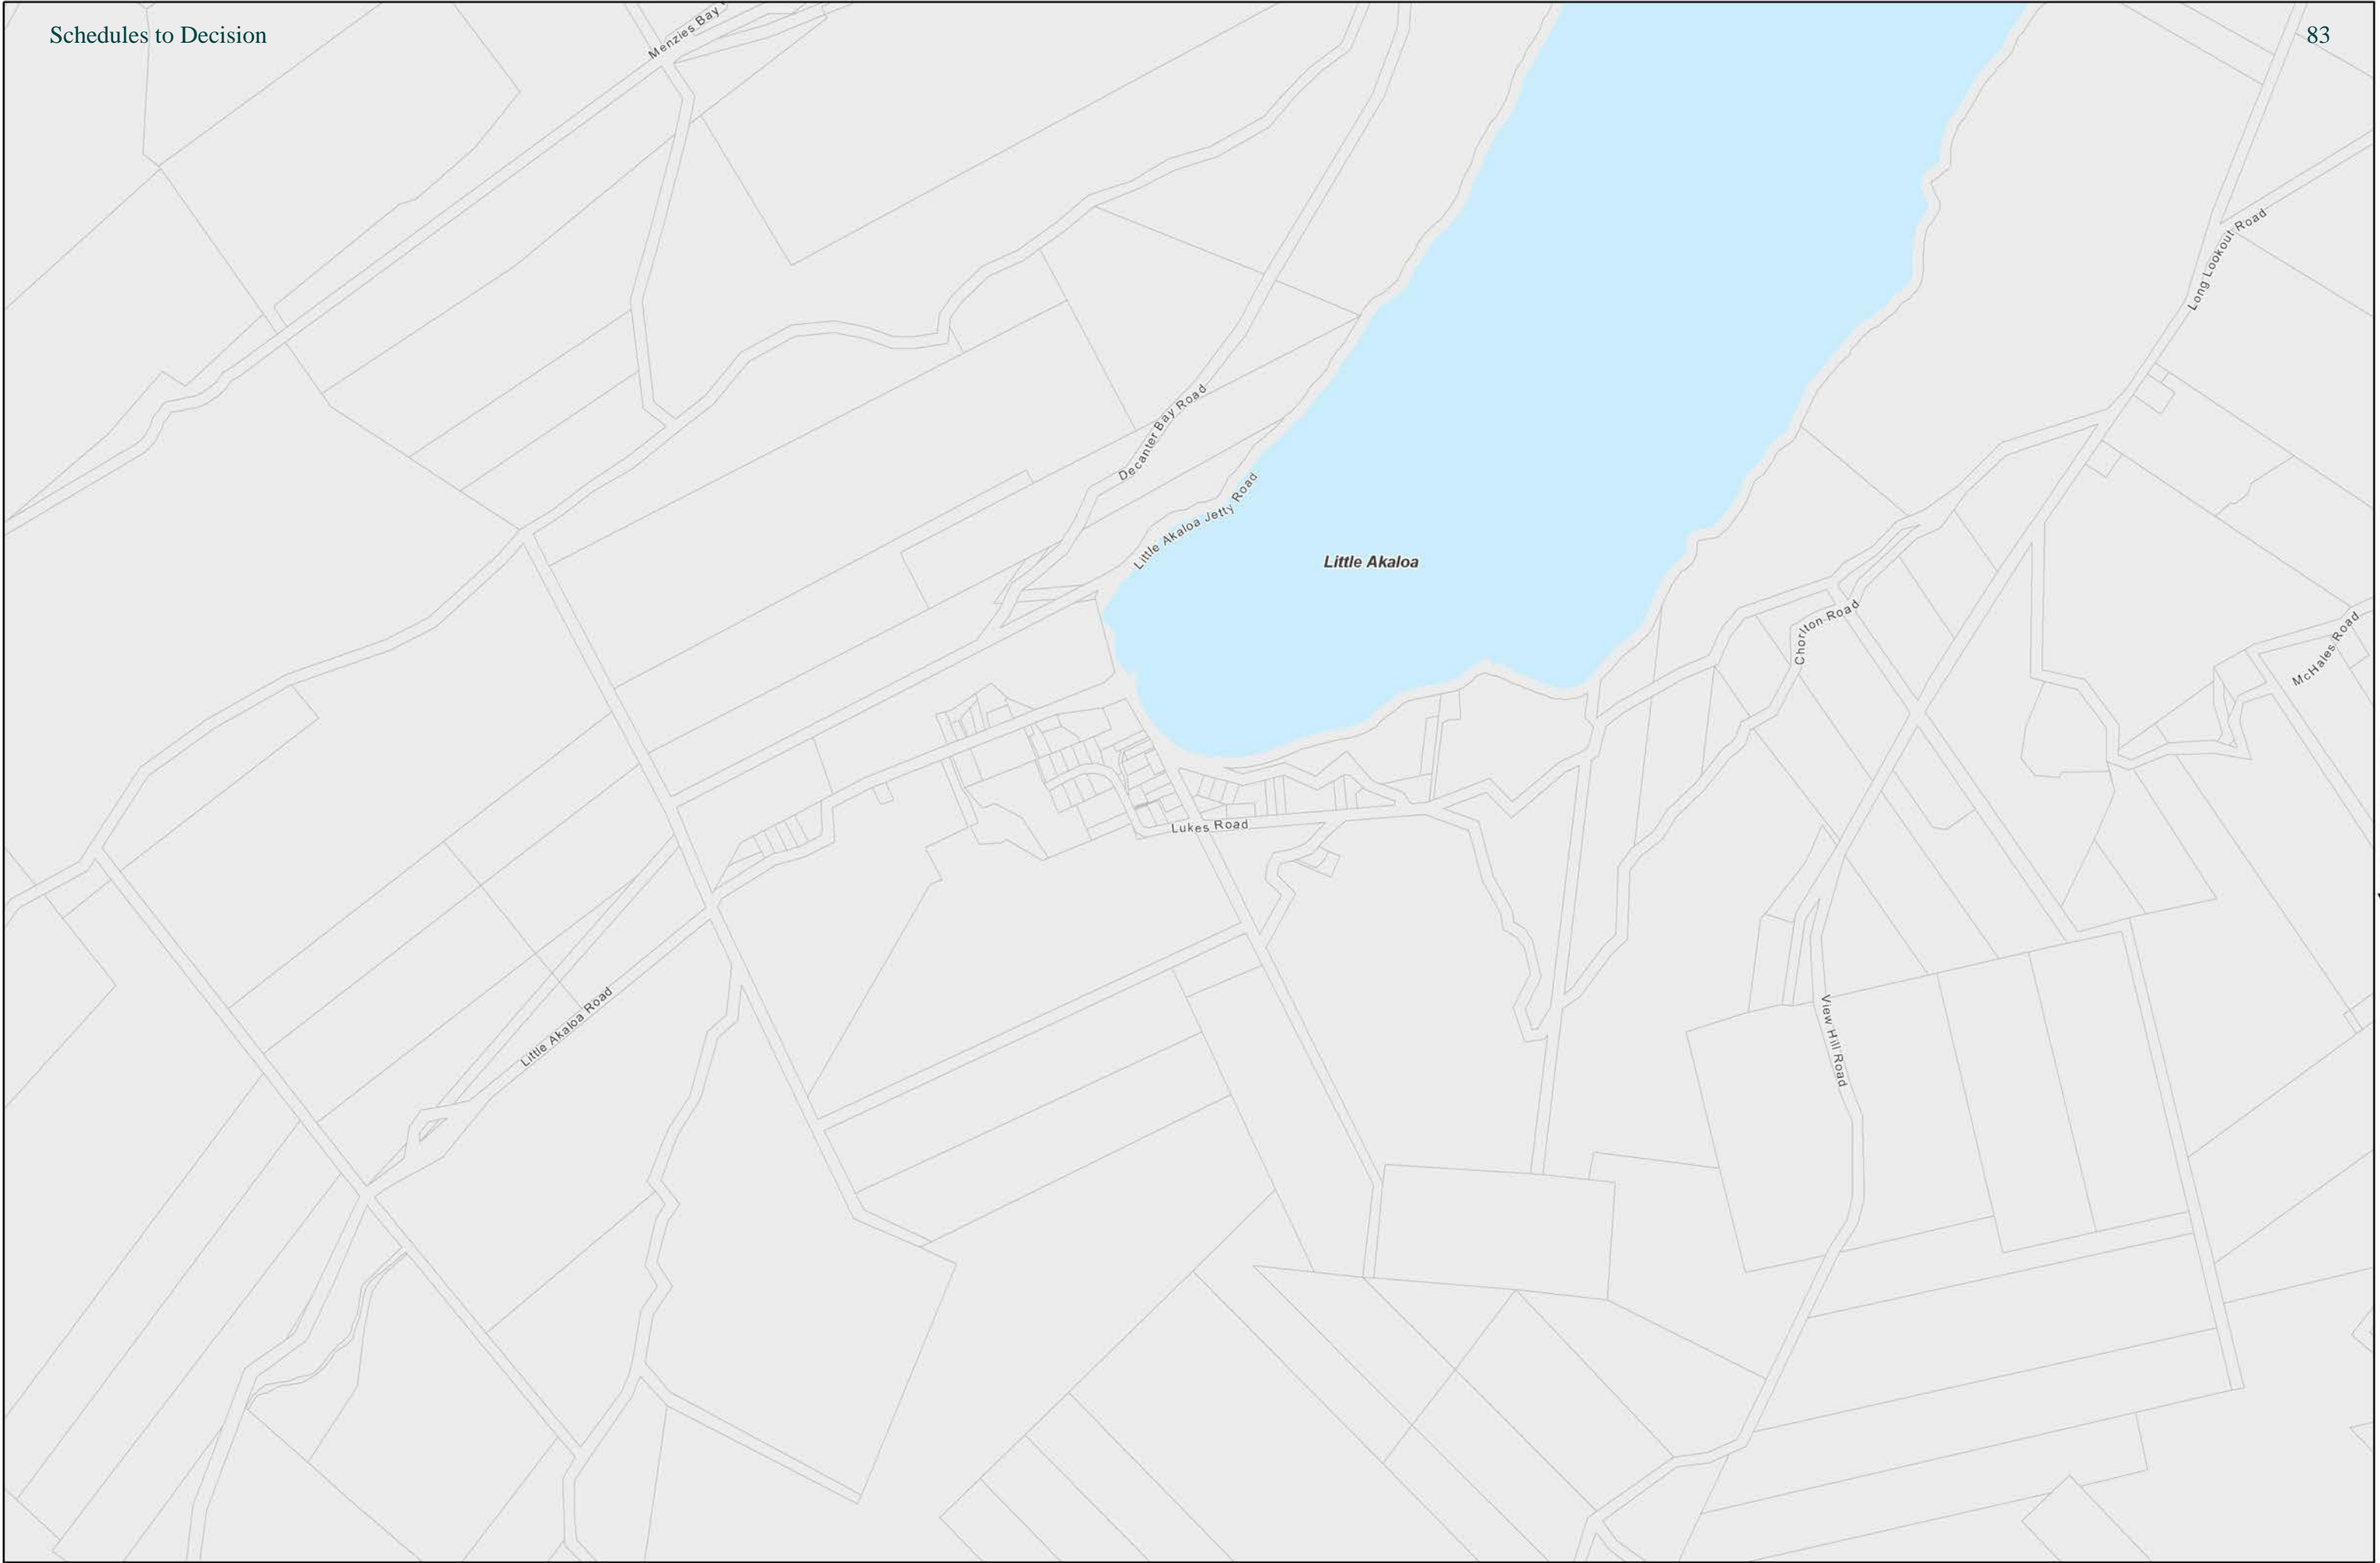 Schedules to Decision
83
Menzies Bay
Long Lookout Road
Decanter Bay Road
Little Akaloa Jetty Road
Little Akaloa
Chorlton Road
McHales Road
Lukes Road
Little Akaloa Road
View Hill Road